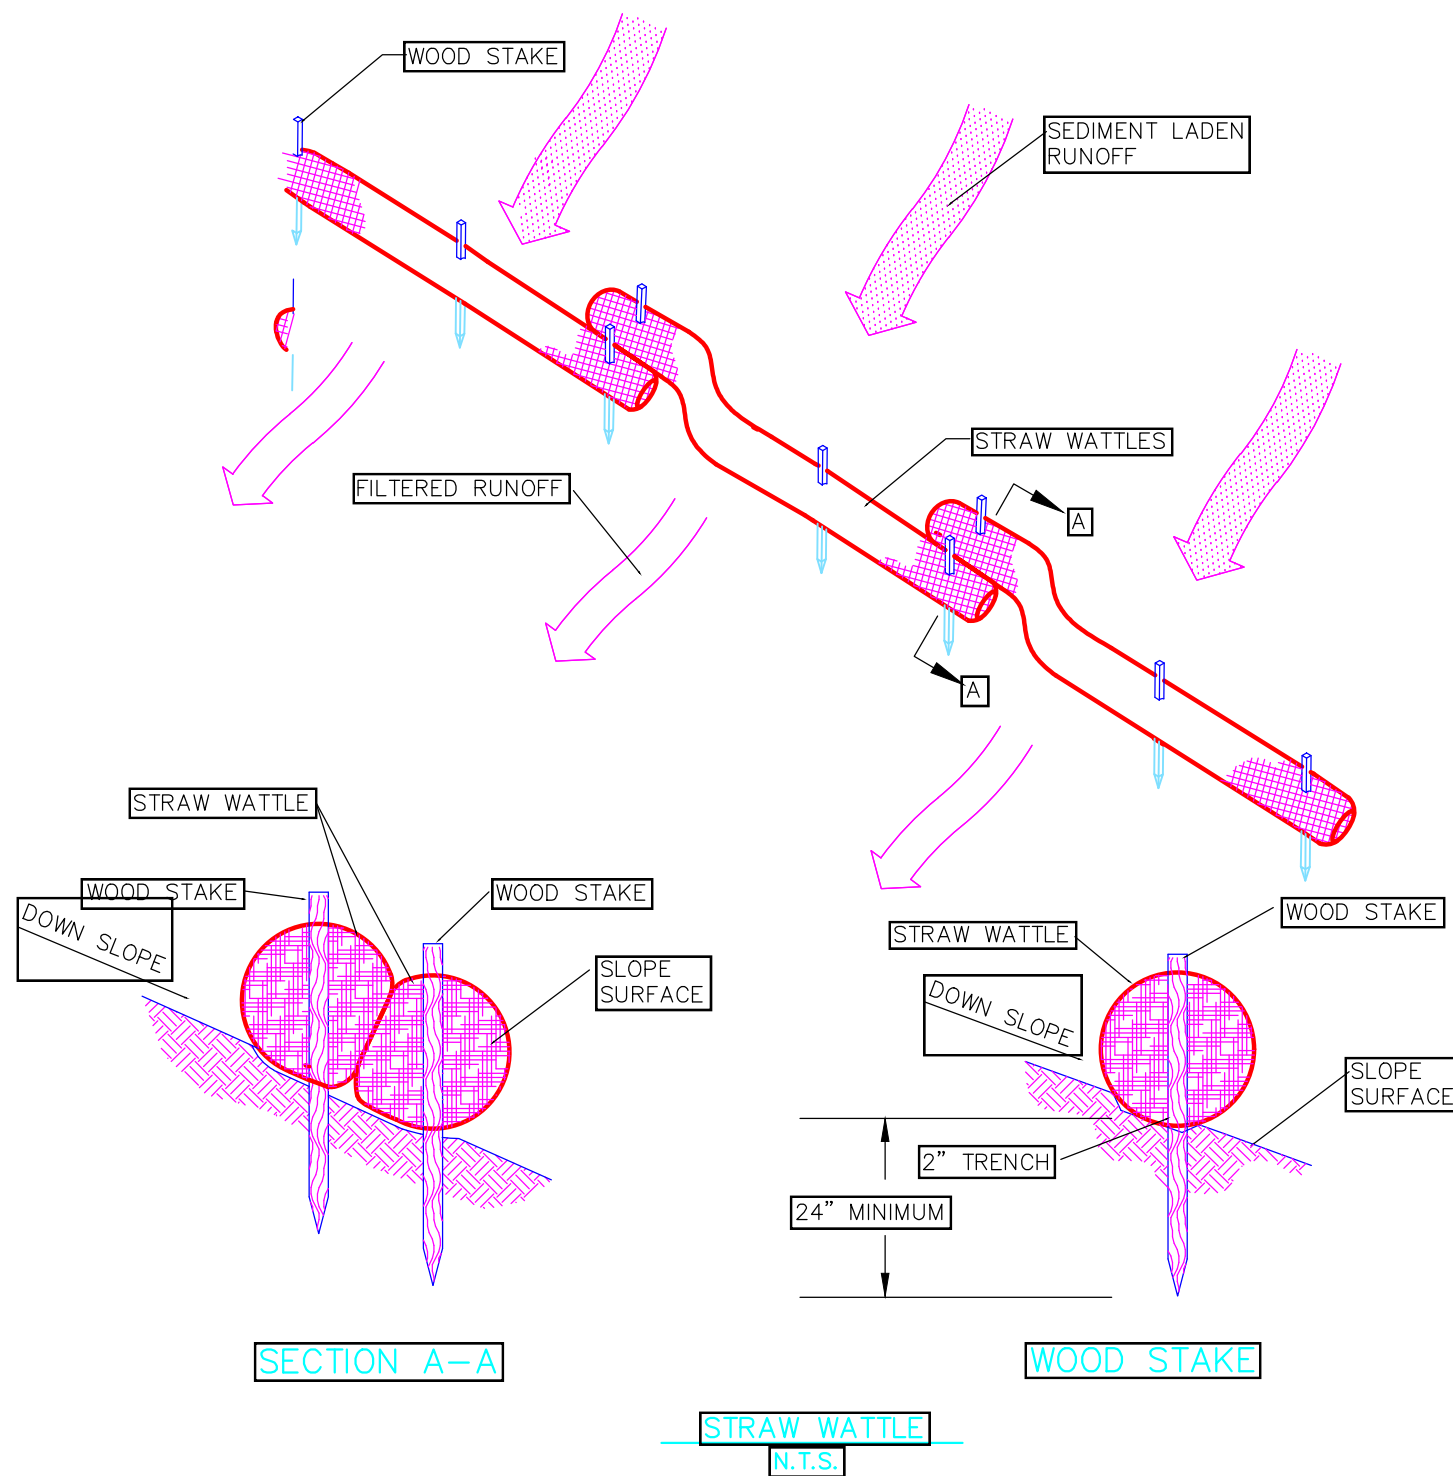 WOOD STAKE
SEDIMENT LADEN
RUNOFF
STRAW WATTLES
FILTERED RUNOFF
A
A
STRAW WATTLE
WOOD STAKE
WOOD STAKE
DOWN SLOPE
SLOPE
SURFACE
WOOD STAKE
STRAW WATTLE
DOWN SLOPE
SLOPE
SURFACE
2” TRENCH
24” MINIMUM
SECTION A-A
WOOD STAKE
STRAW WATTLE
N.T.S.